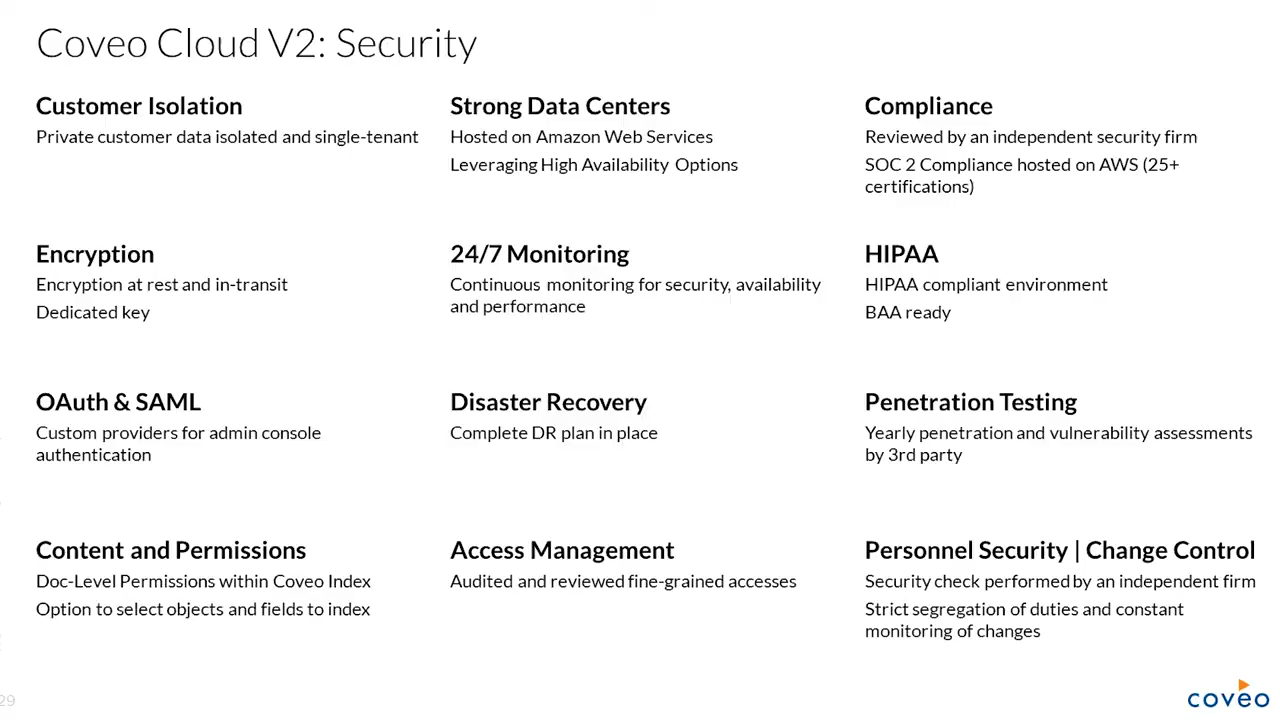 Coveo Cloud V2: Security
Customer Isolation
Private customer data isolated and single-tenant
Strong Data Centers
Hosted on Amazon Web Services
Leveraging High Availability Options
Compliance
Reviewed by an independent security firm
SOC 2 Compliance hosted on AWS (25+
certifications)
Encryption
Encryption at rest and in-transit
Dedicated key
24/7 Monitoring
Continuous monitoring for security, availability
and performance
HIPAA
HIPAA compliant environment
BAA ready
OAuth & SAML
Custom providers for admin console
authentication
Disaster Recovery
Complete DR plan in place
Penetration Testing
Yearly penetration and vulnerability assessments
by 3rd party
Content and Permissions
Doc-Level Permissions within Coveo Index
Option to select objects and fields to index
Access Management
Audited and reviewed fine-grained accesses
Personnel Security | Change Control
Security check performed by an independent firm
Strict segregation of duties and constant
monitoring of changes
29
coveo